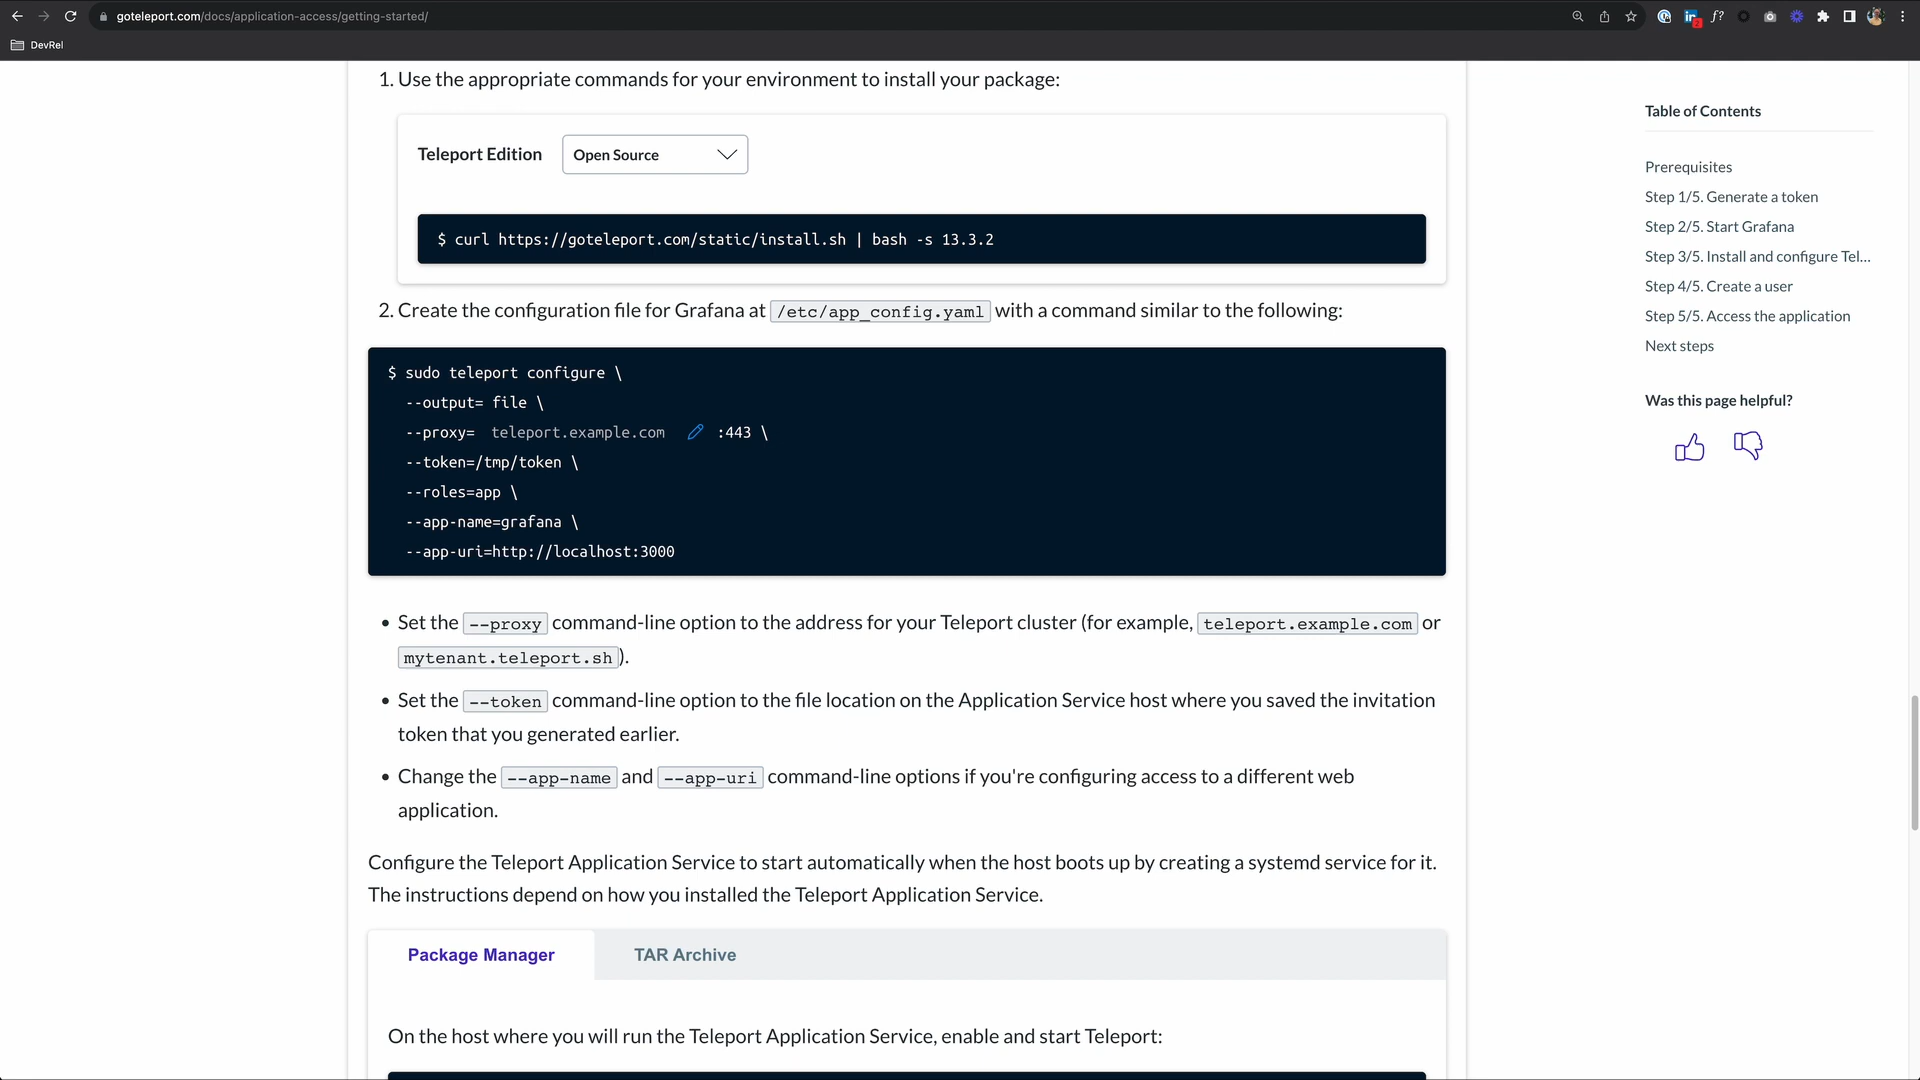 goteleport.com/docs/application-access/getting-started/
DevRel
1. Use the appropriate commands for your environment to install your package:
Teleport Edition
Open Source
$ curl https://goteleport.com/static/install.sh | bash -s 13.3.2
2. Create the configuration file for Grafana at /etc/app_config.yaml with a command similar to the following:
$ sudo teleport configure \
--output= file \
--proxy= teleport.example.com :443 \
--token=/tmp/token \
--roles=app \
--app-name=grafana \
--app-uri=http://localhost:3000
• Set the --proxy command-line option to the address for your Teleport cluster (for example, teleport.example.com or
mytenant.teleport.sh).
• Set the --token command-line option to the file location on the Application Service host where you saved the invitation
token that you generated earlier.
• Change the --app-name and --app-uri command-line options if you're configuring access to a different web
application.
Configure the Teleport Application Service to start automatically when the host boots up by creating a systemd service for it.
The instructions depend on how you installed the Teleport Application Service.
Package Manager
TAR Archive
On the host where you will run the Teleport Application Service, enable and start Teleport:
Table of Contents
Prerequisites
Step 1/5. Generate a token
Step 2/5. Start Grafana
Step 3/5. Install and configure Tel...
Step 4/5. Create a user
Step 5/5. Access the application
Next steps
Was this page helpful?